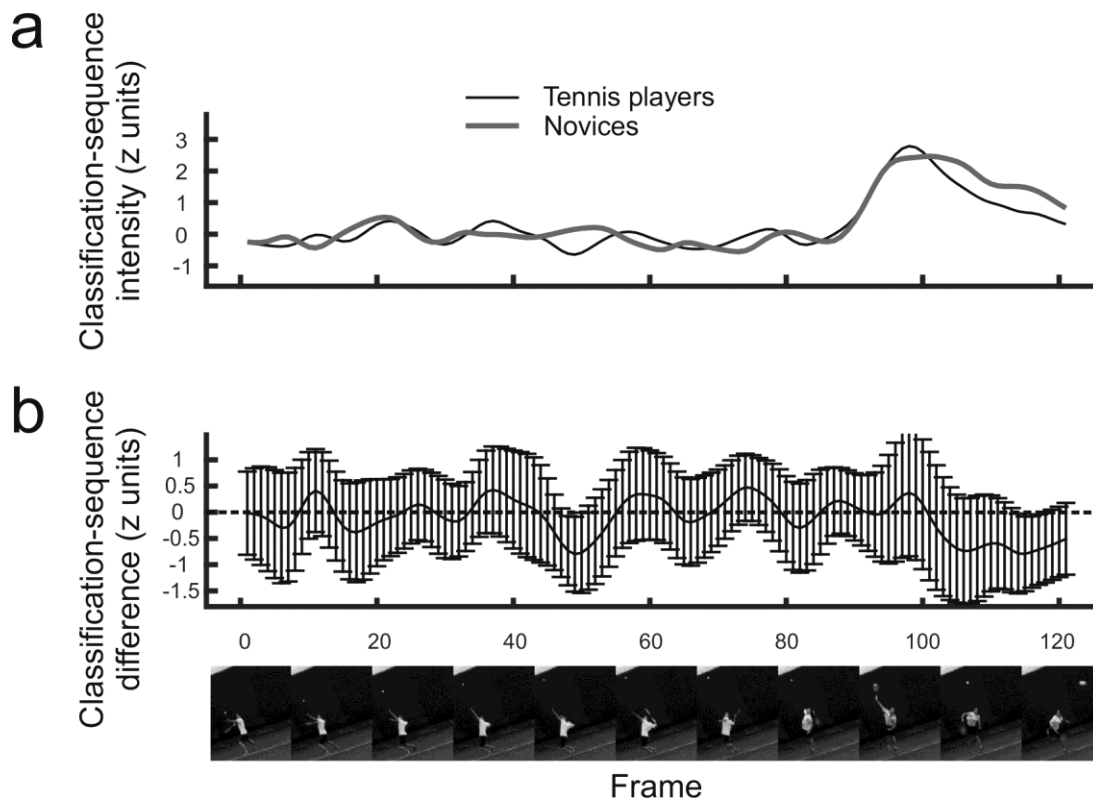 a
Classification-sequence
intensity (z units)
Tennis players
Novices
3
2
1
0
-1
b
Classification-sequence
difference (z units)
1
0.5
0
-0.5
-1
-1.5
0 20 40 60 80 100 120
Frame